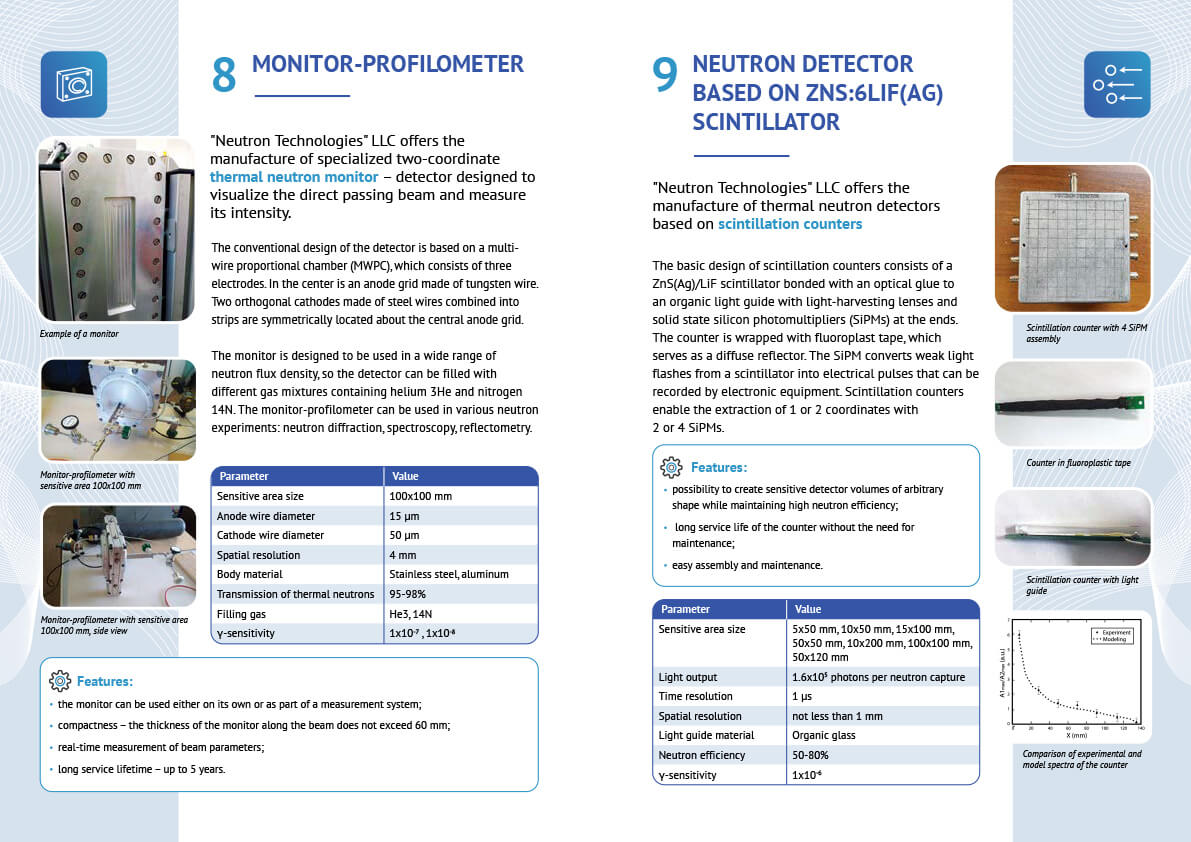 8
MONITOR-PROFILOMETER
"Neutron Technologies" LLC offers the
manufacture of specialized two-coordinate
thermal neutron monitor – detector designed to
visualize the direct passing beam and measure
its intensity.
The conventional design of the detector is based on a multi-
wire proportional chamber (MWPC), which consists of three
electrodes. In the center is an anode grid made of tungsten wire.
Two orthogonal cathodes made of steel wires combined into
strips are symmetrically located about the central anode grid.
The monitor is designed to be used in a wide range of
neutron flux density, so the detector can be filled with
different gas mixtures containing helium 3He and nitrogen
14N. The monitor-profilometer can be used in various neutron
experiments: neutron diffraction, spectroscopy, reflectometry.
Example of a monitor
Monitor-profilometer with
sensitive area 100x100 mm
Monitor-profilometer with sensitive area
100x100 mm, side view
Parameter Value
Sensitive area size 100x100 mm
Anode wire diameter 15 µm
Cathode wire diameter 50 µm
Spatial resolution 4 mm
Body material Stainless steel, aluminum
Transmission of thermal neutrons 95-98%
Filling gas He3, 14N
γ-sensitivity 1x10⁻⁷ , 1x10⁻⁸
Features:
• the monitor can be used either on its own or as part of a measurement system;
• compactness – the thickness of the monitor along the beam does not exceed 60 mm;
• real-time measurement of beam parameters;
• long service lifetime – up to 5 years.
9
NEUTRON DETECTOR
BASED ON ZNS:6LIF(AG)
SCINTILLATOR
"Neutron Technologies" LLC offers the
manufacture of thermal neutron detectors
based on scintillation counters
The basic design of scintillation counters consists of a
ZnS(Ag)/LiF scintillator bonded with an optical glue to
an organic light guide with light-harvesting lenses and
solid state silicon photomultipliers (SiPMs) at the ends.
The counter is wrapped with fluoroplast tape, which
serves as a diffuse reflector. The SiPM converts weak light
flashes from a scintillator into electrical pulses that can be
recorded by electronic equipment. Scintillation counters
enable the extraction of 1 or 2 coordinates with
2 or 4 SiPMs.
Features:
• possibility to create sensitive detector volumes of arbitrary
shape while maintaining high neutron efficiency;
• long service life of the counter without the need for
maintenance;
• easy assembly and maintenance.
Parameter Value
Sensitive area size 5x50 mm, 10x50 mm, 15x100 mm,
50x50 mm, 10x200 mm, 100x100 mm,
50x120 mm
Light output 1.6x10⁵ photons per neutron capture
Time resolution 1 µs
Spatial resolution not less than 1 mm
Light guide material Organic glass
Neutron efficiency 50-80%
γ-sensitivity 1x10⁻⁶
Scintillation counter with 4 SiPM
assembly
Counter in fluoroplastic tape
Scintillation counter with light
guide
Experiment
Modeling
7
6
5
4
3
2
1
0
0 20 40 60 80 100 120 140
X (mm)
Comparison of experimental and
model spectra of the counter